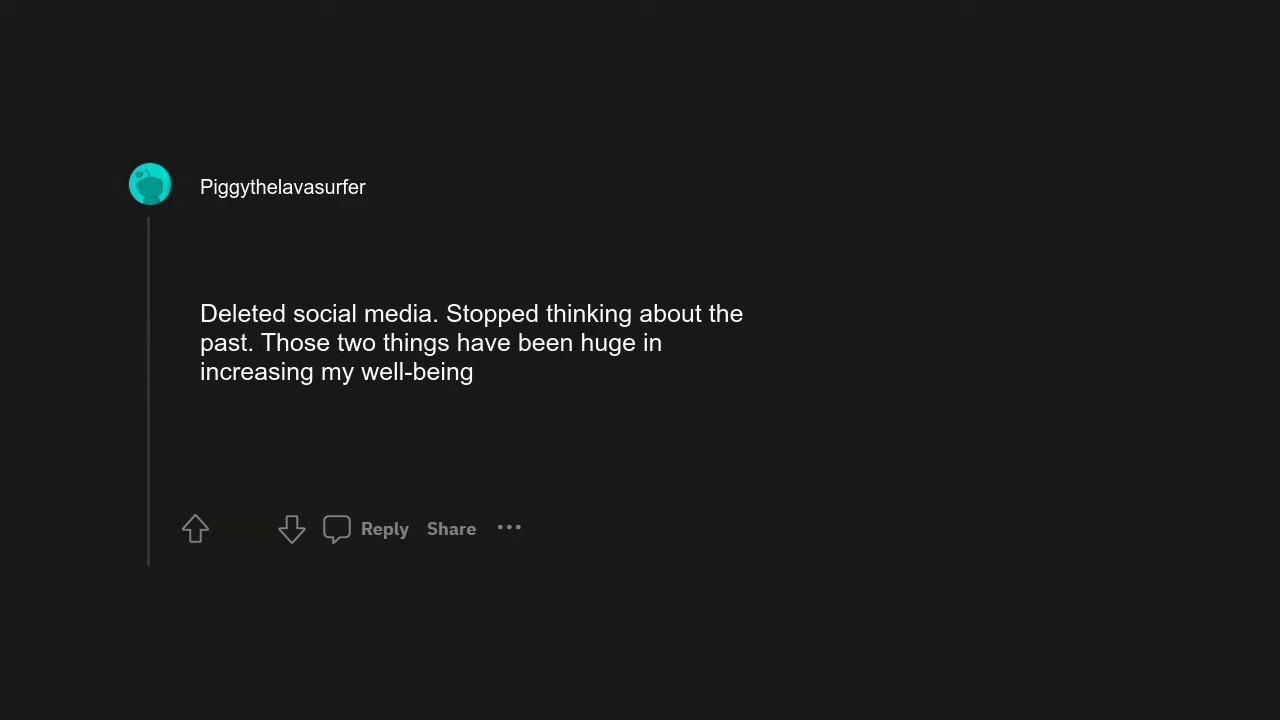 Piggythelavasurfer
Deleted social media. Stopped thinking about the
past. Those two things have been huge in
increasing my well-being
Reply Share